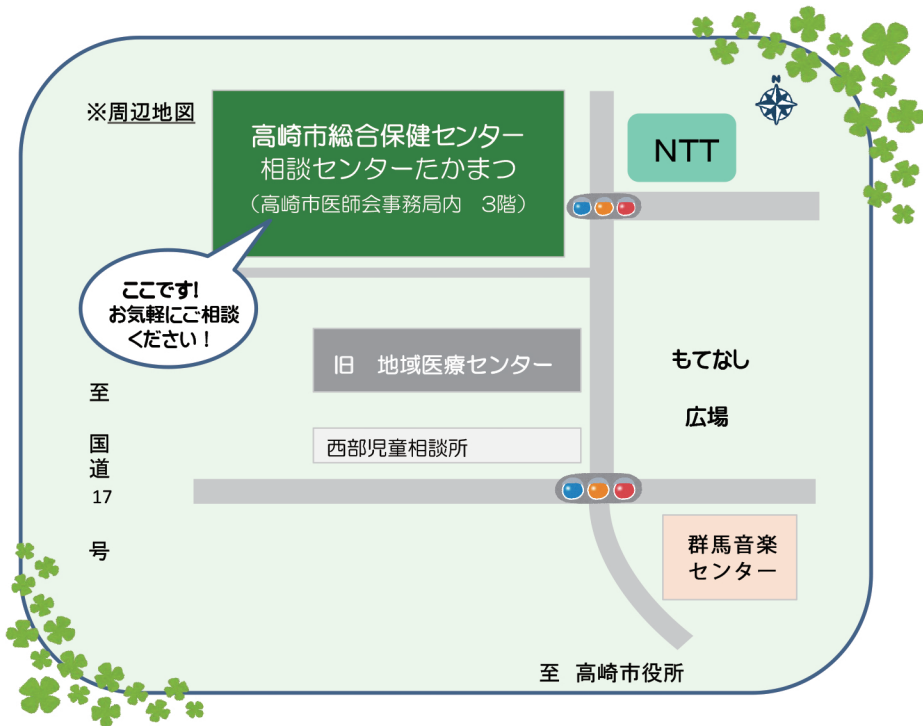 ※周辺地図
高崎市総合保健センター
相談センターたかまつ
（高崎市医師会事務局内　3階）
N
NTT
ここです!
お気軽にご相談
ください！
旧　地域医療センター
もてなし
広場
西部児童相談所
至 国道 17 号
群馬音楽
センター
至 高崎市役所